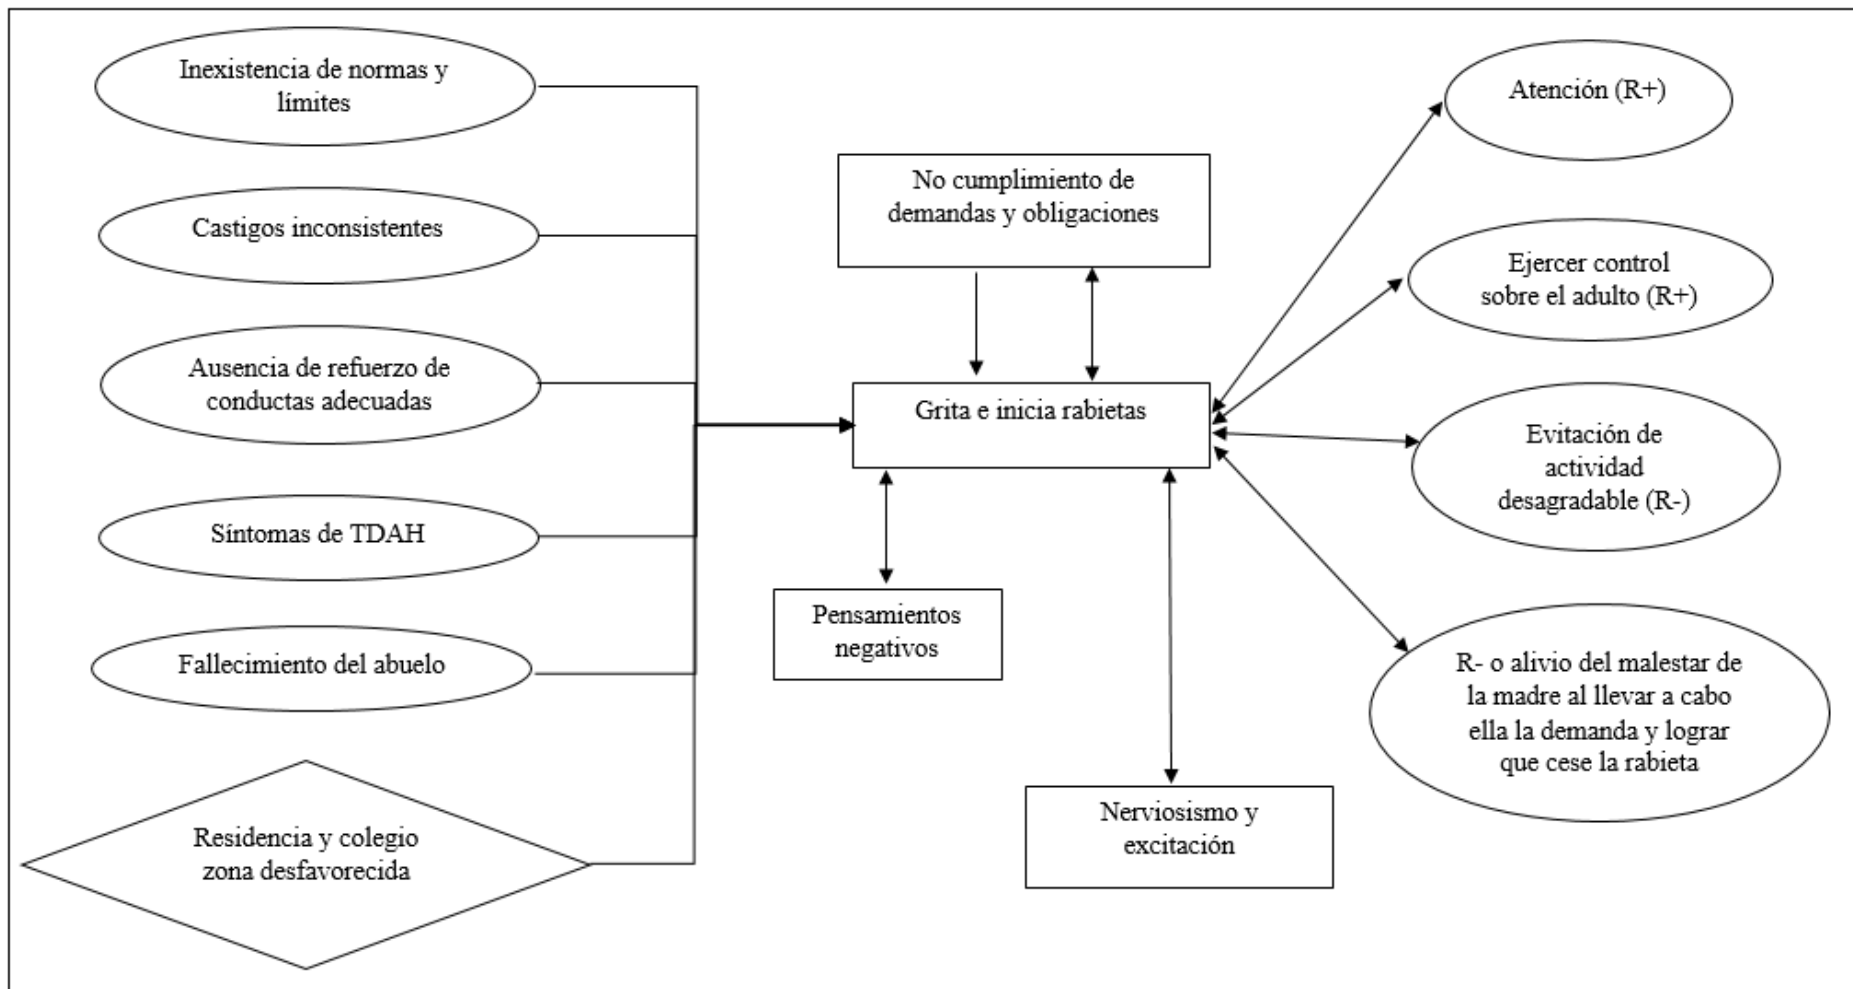 Inexistencia de normas y
límites
Castigos inconsistentes
Ausencia de refuerzo de
conductas adecuadas
Síntomas de TDAH
Fallecimiento del abuelo
Residencia y colegio
zona desfavorecida
No cumplimiento de
demandas y obligaciones
Grita e inicia rabietas
Pensamientos
negativos
Nerviosismo y
excitación
Atención (R+)
Ejercer control
sobre el adulto (R+)
Evitación de
actividad
desagradable (R-)
R- o alivio del malestar de
la madre al llevar a cabo
ella la demanda y lograr
que cese la rabieta